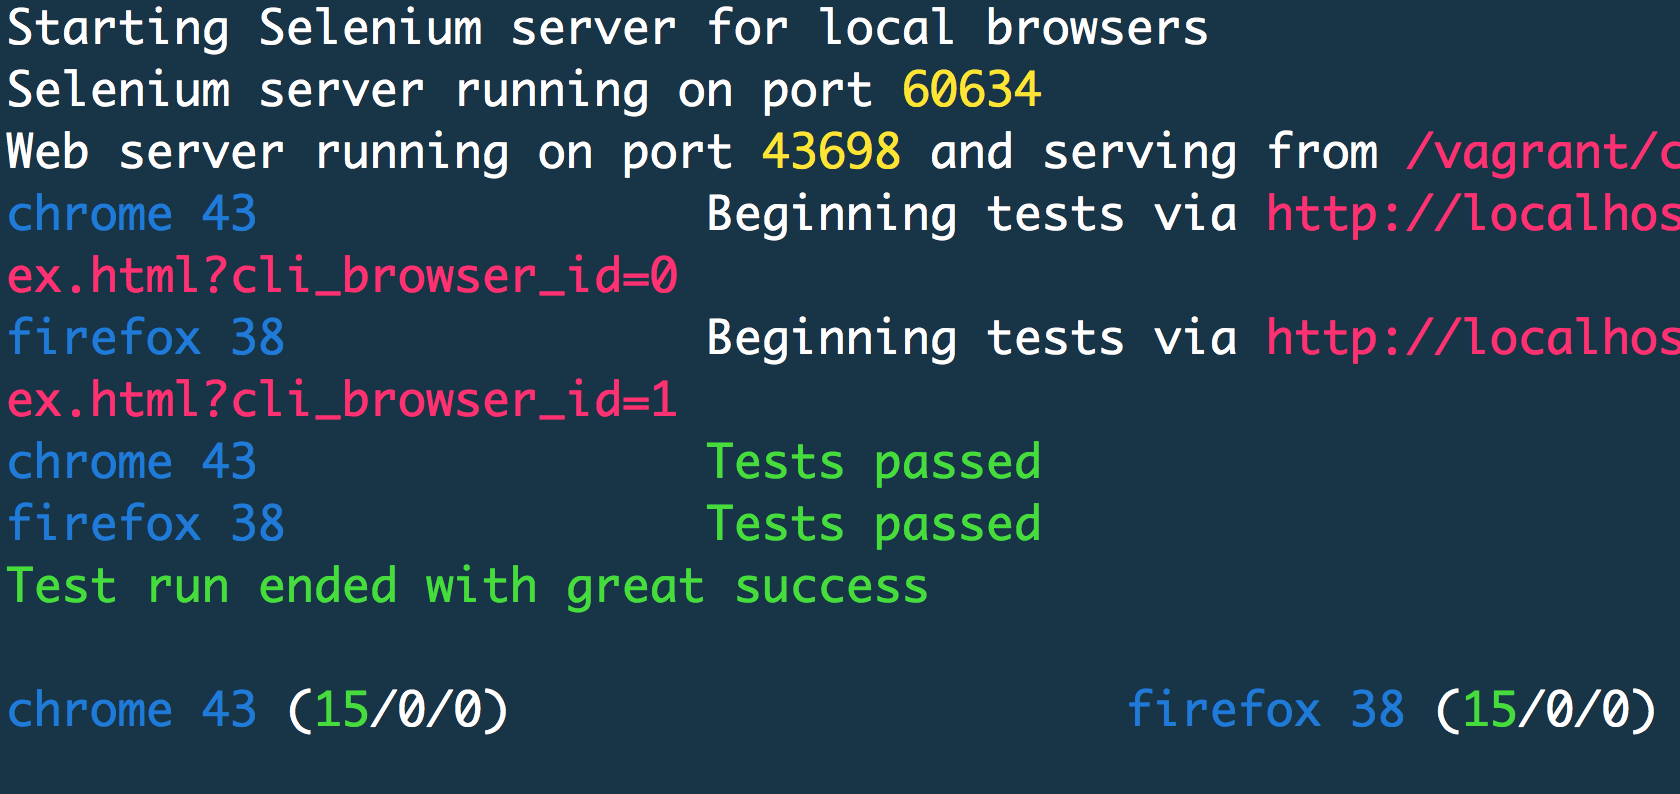 Starting Selenium server for local browsers
Selenium server running on port 60634
Web server running on port 43698 and serving from /vagrant/c
chrome 43 Beginning tests via http://localhos
ex.html?cli_browser_id=0
firefox 38 Beginning tests via http://localhos
ex.html?cli_browser_id=1
chrome 43 Tests passed
firefox 38 Tests passed
Test run ended with great success
chrome 43 (15/0/0) firefox 38 (15/0/0)